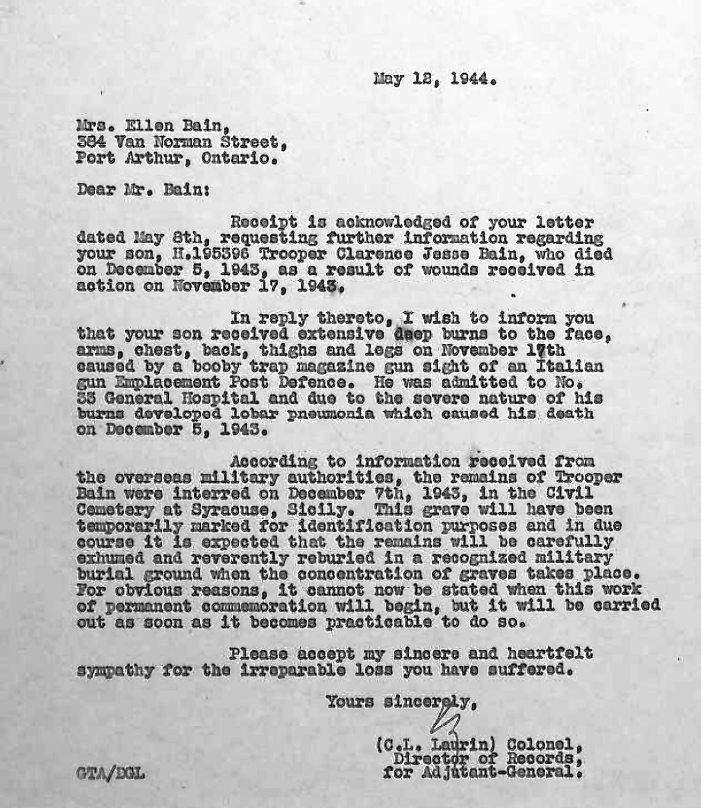 May 12, 1944.
Mrs. Ellen Bain,
384 Van Norman Street,
Port Arthur, Ontario.
Dear Mr. Bain:
Receipt is acknowledged of your letter
dated May 8th, requesting further information regarding
your son, H.195396 Trooper Clarence Jesse Bain, who died
on December 5, 1943, as a result of wounds received in
action on November 17, 1943.
In reply thereto, I wish to inform you
that your son received extensive deep burns to the face,
arms, chest, back, thighs and legs on November 17th
caused by a booby trap magazine gun sight of an Italian
gun Emplacement Post Defence. He was admitted to No.
33 General Hospital and due to the severe nature of his
burns developed lobar pneumonia which caused his death
on December 5, 1943.
According to information received from
the overseas military authorities, the remains of Trooper
Bain were interred on December 7th, 1943, in the Civil
Cemetery at Syracuse, Sicily. This grave will have been
temporarily marked for identification purposes and in due
course it is expected that the remains will be carefully
exhumed and reverently reburied in a recognized military
burial ground when the concentration of graves takes place.
For obvious reasons, it cannot now be stated when this work
of permanent commemoration will begin, but it will be carried
out as soon as it becomes practicable to do so.
Please accept my sincere and heartfelt
sympathy for the irreparable loss you have suffered.
Yours sincerely,
(C.L. Laurin) Colonel,
Director of Records,
GTA/DGL for Adjutant-General.